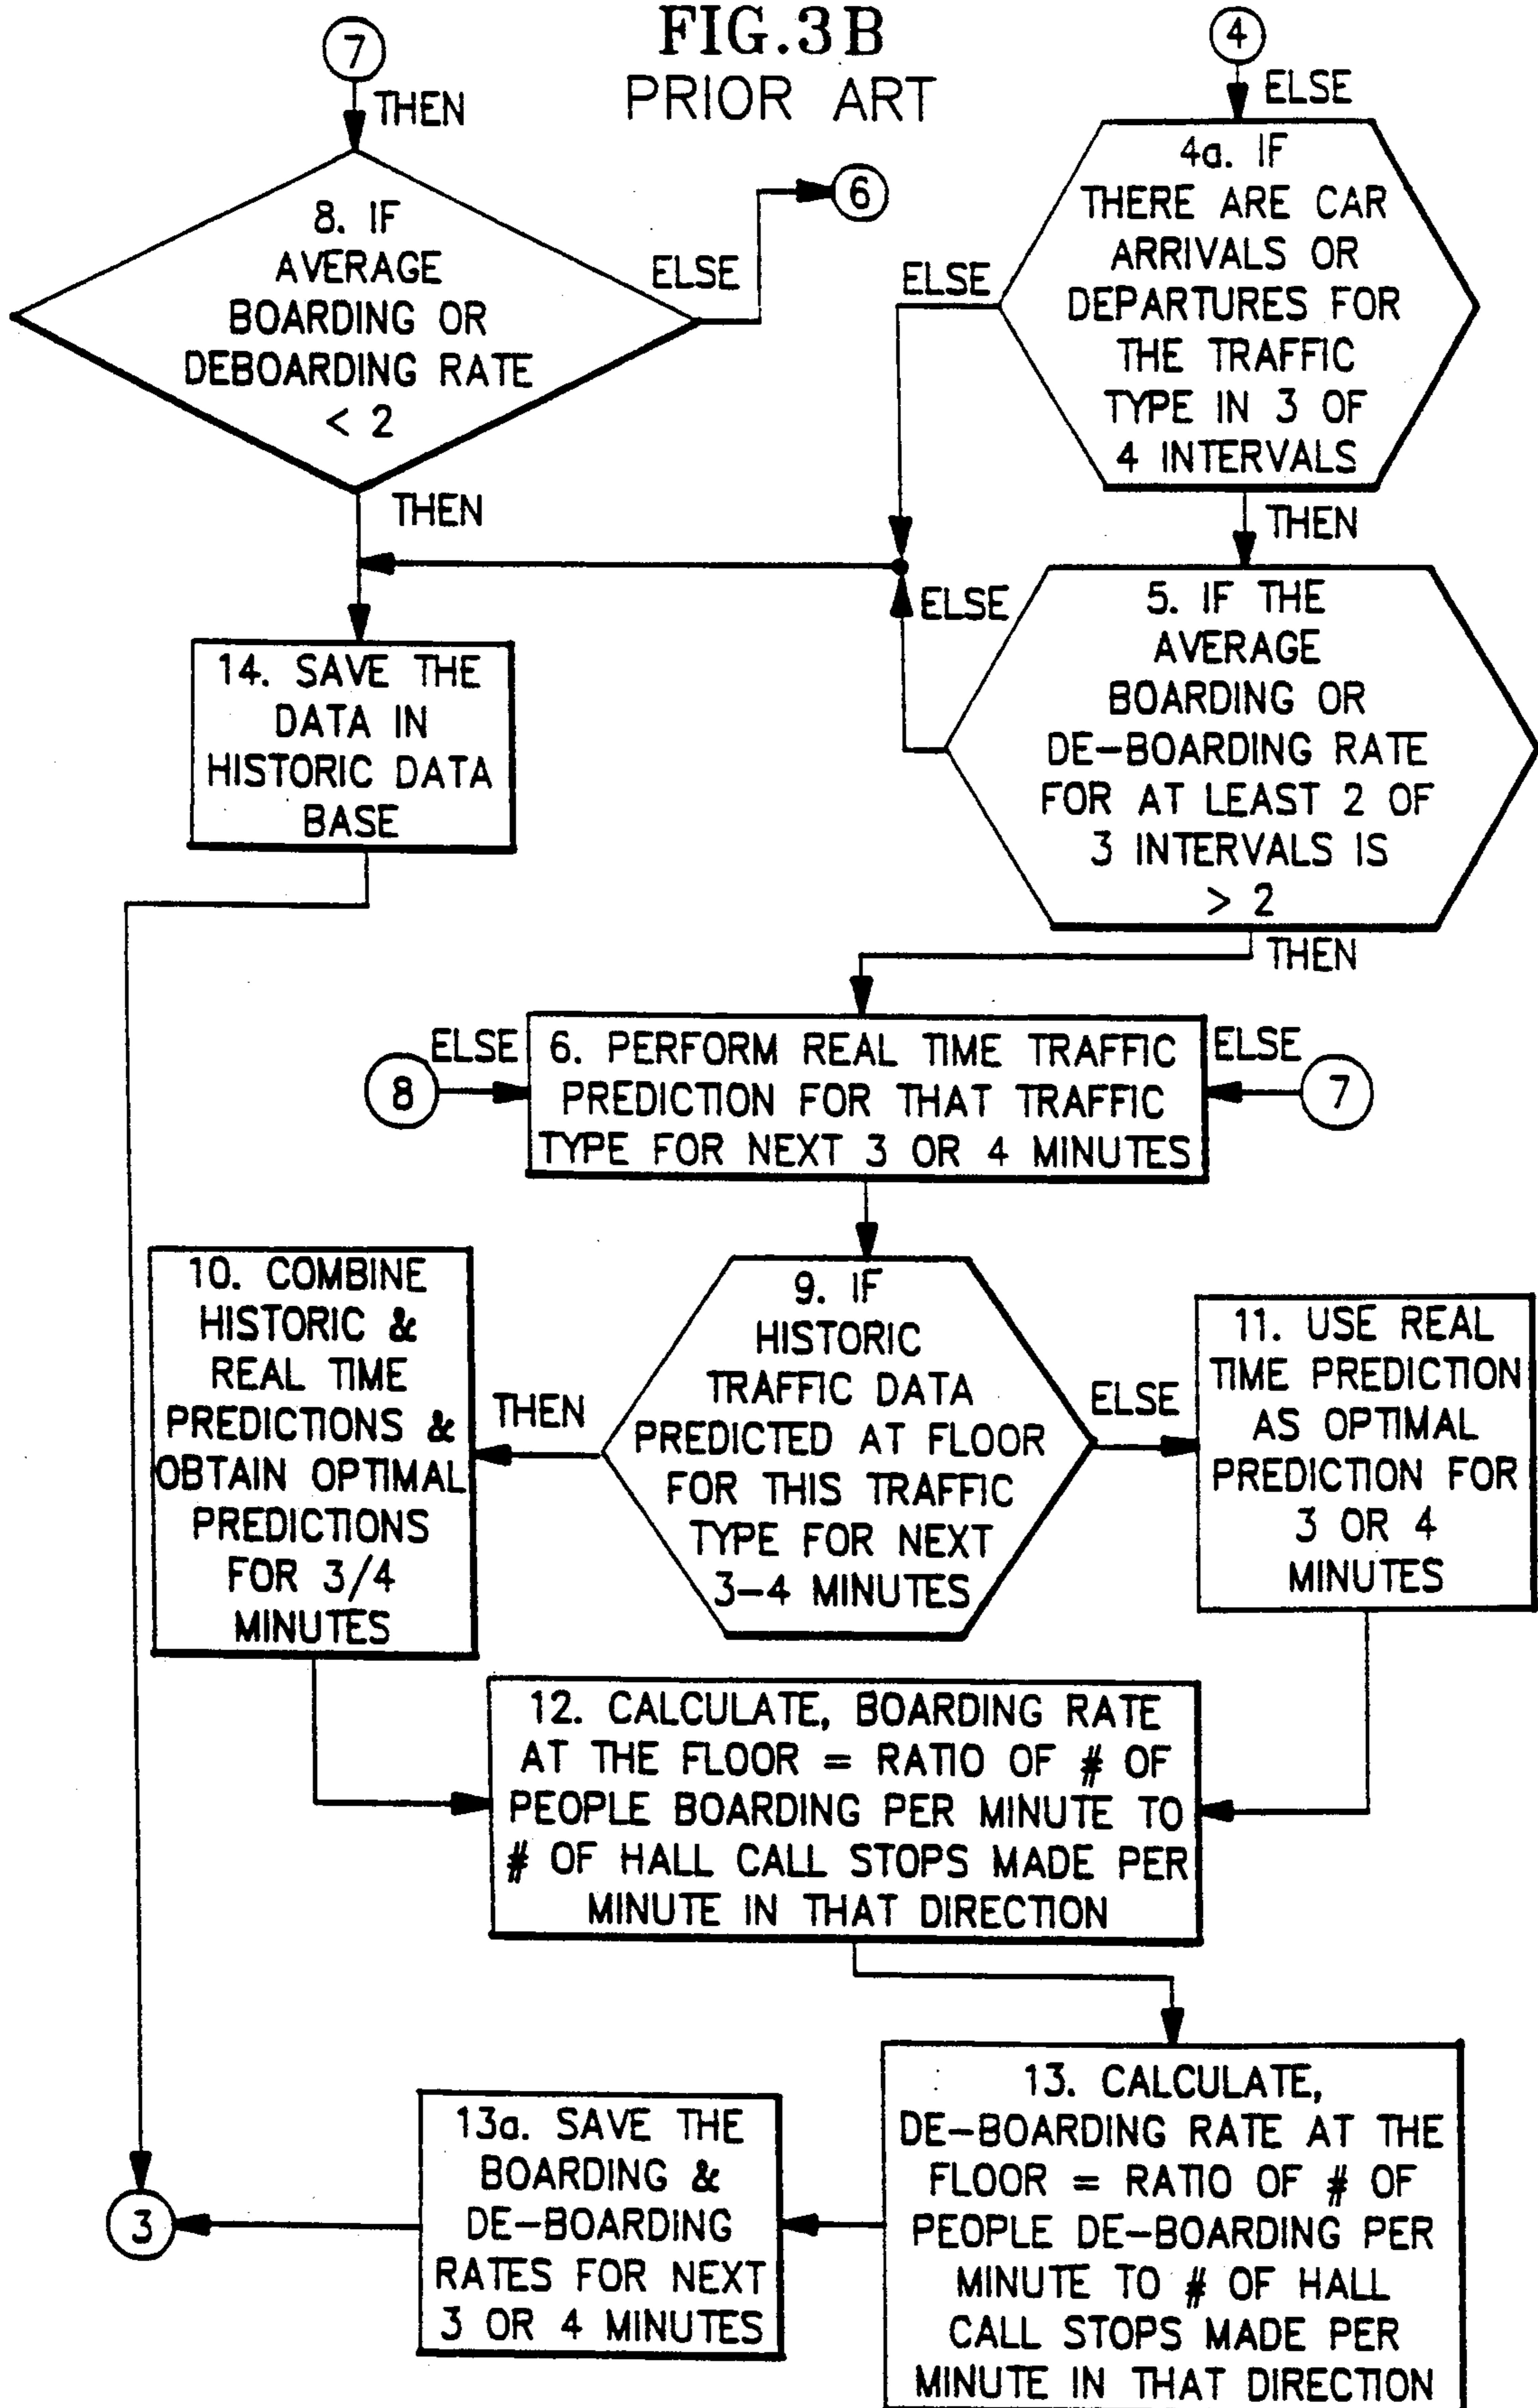 FIG.3B
PRIOR ART
7
THEN
8. IF
AVERAGE
BOARDING OR
DEBOARDING RATE
< 2
ELSE
6
THEN
4
ELSE
4a. IF
THERE ARE CAR
ARRIVALS OR
DEPARTURES FOR
THE TRAFFIC
TYPE IN 3 OF
4 INTERVALS
ELSE
THEN
5. IF THE
AVERAGE
BOARDING OR
DE-BOARDING RATE
FOR AT LEAST 2 OF
3 INTERVALS IS
> 2
ELSE
THEN
14. SAVE THE
DATA IN
HISTORIC DATA
BASE
ELSE
8
6. PERFORM REAL TIME TRAFFIC
PREDICTION FOR THAT TRAFFIC
TYPE FOR NEXT 3 OR 4 MINUTES
ELSE
7
9. IF
HISTORIC
TRAFFIC DATA
PREDICTED AT FLOOR
FOR THIS TRAFFIC
TYPE FOR NEXT
3-4 MINUTES
THEN
ELSE
10. COMBINE
HISTORIC &
REAL TIME
PREDICTIONS &
OBTAIN OPTIMAL
PREDICTIONS
FOR 3/4
MINUTES
11. USE REAL
TIME PREDICTION
AS OPTIMAL
PREDICTION FOR
3 OR 4
MINUTES
12. CALCULATE, BOARDING RATE
AT THE FLOOR = RATIO OF # OF
PEOPLE BOARDING PER MINUTE TO
# OF HALL CALL STOPS MADE PER
MINUTE IN THAT DIRECTION
13. CALCULATE,
DE-BOARDING RATE AT THE
FLOOR = RATIO OF # OF
PEOPLE DE-BOARDING PER
MINUTE TO # OF HALL
CALL STOPS MADE PER
MINUTE IN THAT DIRECTION
13a. SAVE THE
BOARDING &
DE-BOARDING
RATES FOR NEXT
3 OR 4 MINUTES
3